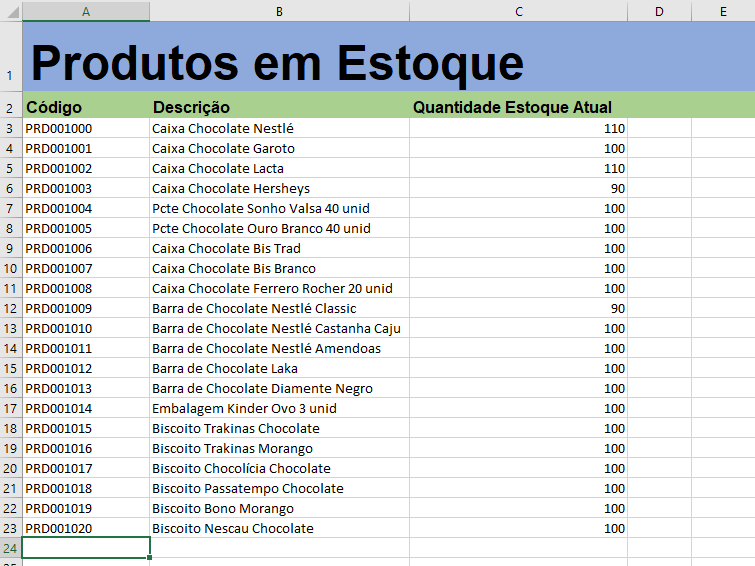 A B C D E
1 Produtos em Estoque
2 Código Descrição Quantidade Estoque Atual
3 PRD001000 Caixa Chocolate Nestlé 110
4 PRD001001 Caixa Chocolate Garoto 100
5 PRD001002 Caixa Chocolate Lacta 110
6 PRD001003 Caixa Chocolate Hersheys 90
7 PRD001004 Pcte Chocolate Sonho Valsa 40 unid 100
8 PRD001005 Pcte Chocolate Ouro Branco 40 unid 100
9 PRD001006 Caixa Chocolate Bis Trad 100
10 PRD001007 Caixa Chocolate Bis Branco 100
11 PRD001008 Caixa Chocolate Ferrero Rocher 20 unid 100
12 PRD001009 Barra de Chocolate Nestlé Classic 90
13 PRD001010 Barra de Chocolate Nestlé Castanha Caju 100
14 PRD001011 Barra de Chocolate Nestlé Amendoas 100
15 PRD001012 Barra de Chocolate Laka 100
16 PRD001013 Barra de Chocolate Diamente Negro 100
17 PRD001014 Embalagem Kinder Ovo 3 unid 100
18 PRD001015 Biscoito Trakinas Chocolate 100
19 PRD001016 Biscoito Trakinas Morango 100
20 PRD001017 Biscoito Chocolícia Chocolate 100
21 PRD001018 Biscoito Passatempo Chocolate 100
22 PRD001019 Biscoito Bono Morango 100
23 PRD001020 Biscoito Nescau Chocolate 100
24